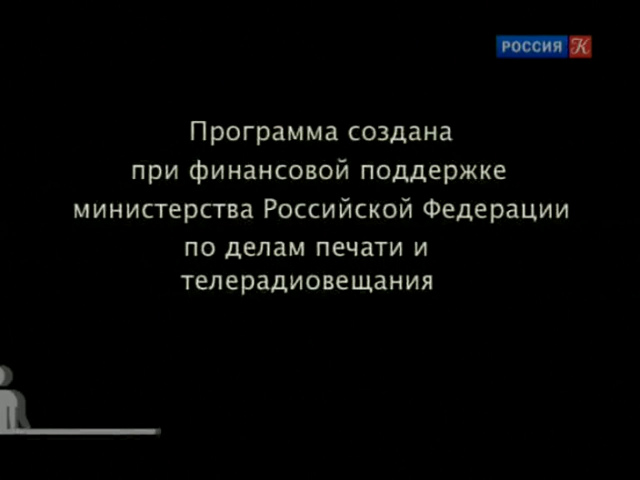 РОССИЯ К
Программа создана
при финансовой поддержке
министерства Российской Федерации
по делам печати и
телерадиовещания